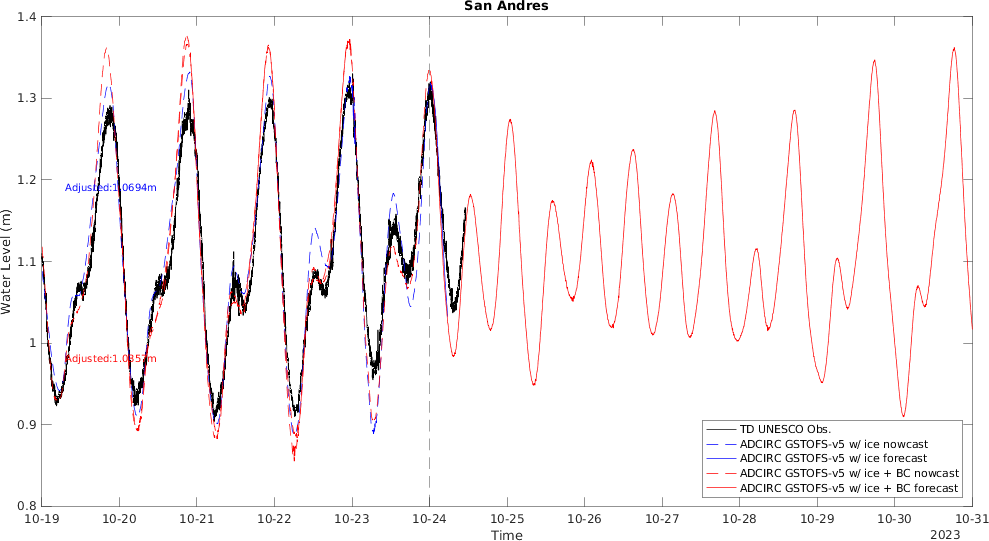 San Andres
1.4
1.3
1.2
1.1
1
0.9
0.8
Water Level (m)
Adjusted:1.0694m
Adjusted:1.0357m
TD UNESCO Obs.
ADCIRC GSTOFS-v5 w/ ice nowcast
ADCIRC GSTOFS-v5 w/ ice forecast
ADCIRC GSTOFS-v5 w/ ice + BC nowcast
ADCIRC GSTOFS-v5 w/ ice + BC forecast
10-19 10-20 10-21 10-22 10-23 10-24 10-25 10-26 10-27 10-28 10-29 10-30 10-31
Time
2023